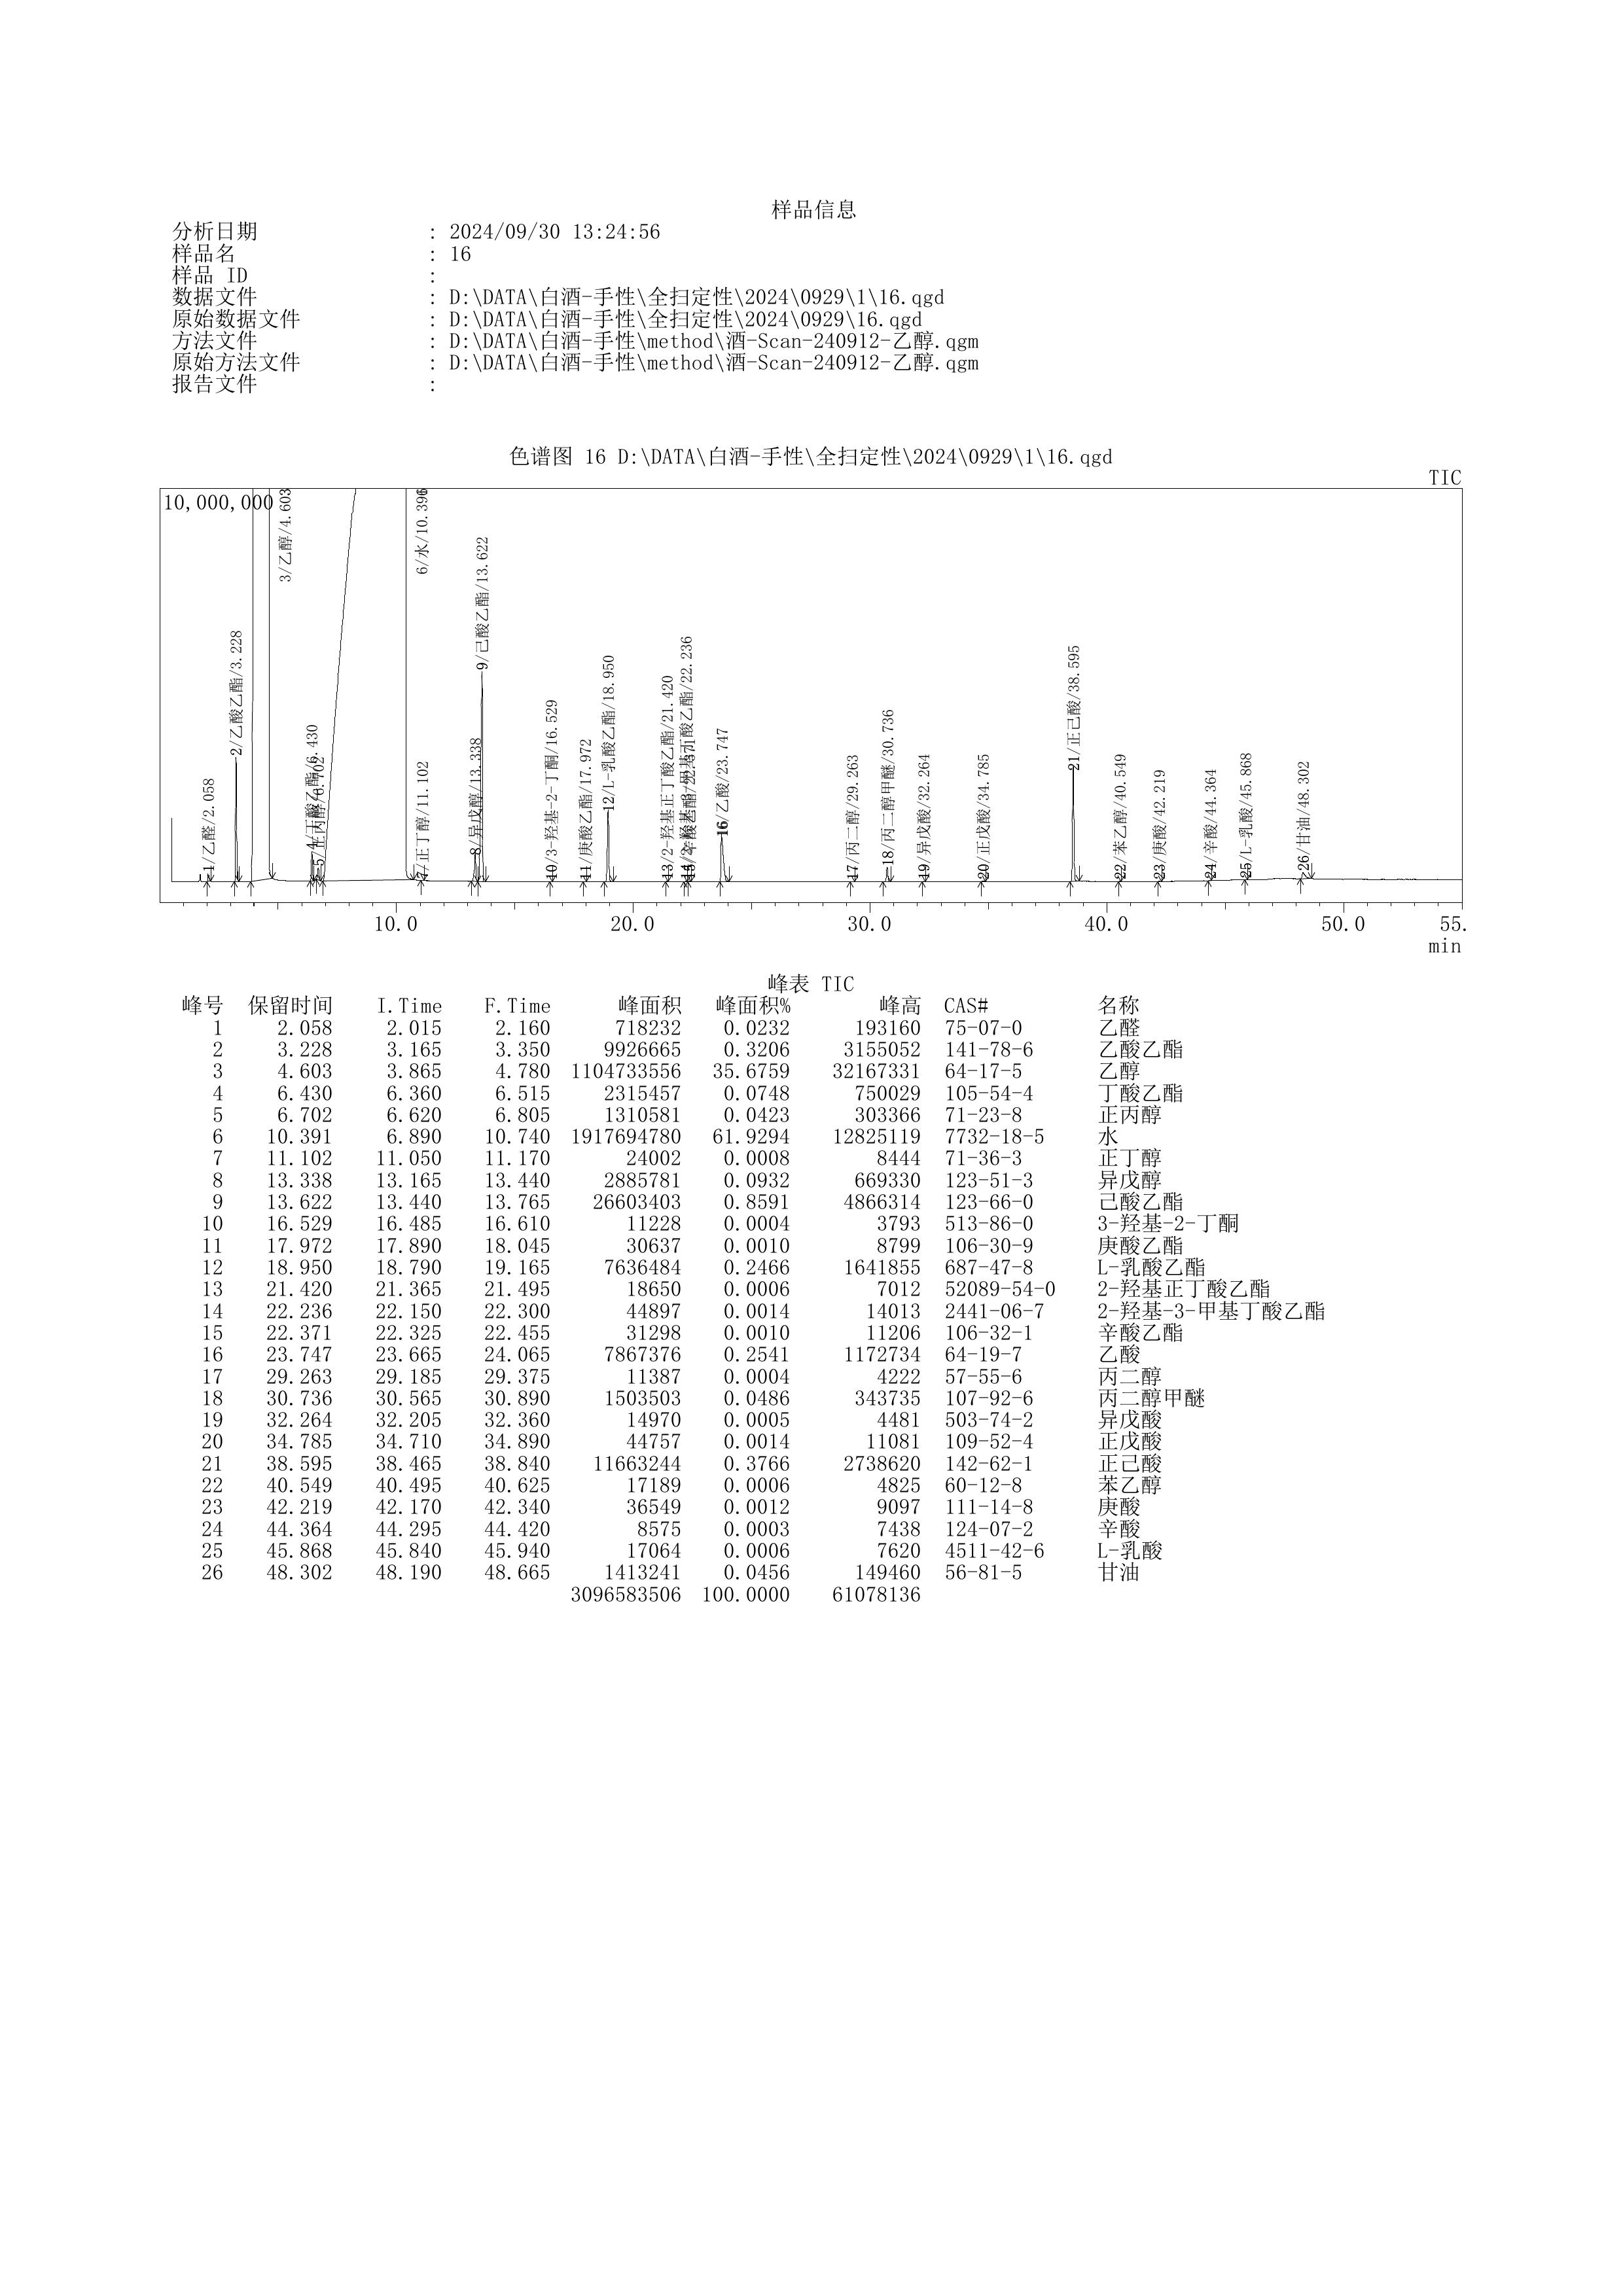 样品信息
分析日期 : 2024/09/30 13:24:56
样品名 : 16
样品 ID :
数据文件 : D:\DATA\白酒-手性\全扫定性\2024\0929\1\16.qgd
原始数据文件 : D:\DATA\白酒-手性\全扫定性\2024\0929\16.qgd
方法文件 : D:\DATA\白酒-手性\method\酒-Scan-240912-乙醇.qgm
原始方法文件 : D:\DATA\白酒-手性\method\酒-Scan-240912-乙醇.qgm
报告文件 :
色谱图 16 D:\DATA\白酒-手性\全扫定性\2024\0929\1\16.qgd
TIC
10,000,000
1/乙醛/2.058
2/乙酸乙酯/3.228
3/乙醇/4.603
4/丁酸乙酯/6.430
5/正丙醇/6.702
6/水/10.391
7/正丁醇/11.102
8/异戊醇/13.338
9/己酸乙酯/13.622
10/3-羟基-2-丁酮/16.529
11/庚酸乙酯/17.972
12/L-乳酸乙酯/18.950
13/2-羟基正丁酸乙酯/21.420
14/2-羟基-3-甲基丁酸乙酯/22.236
15/辛酸乙酯/22.371
16/乙酸/23.747
17/丙二醇/29.263
18/丙二醇甲醚/30.736
19/异戊酸/32.264
20/正戊酸/34.785
21/正己酸/38.595
22/苯乙醇/40.549
23/庚酸/42.219
24/辛酸/44.364
25/L-乳酸/45.868
26/甘油/48.302
10.0 20.0 30.0 40.0 50.0 55.
min
峰表 TIC
峰号 保留时间 I.Time F.Time 峰面积 峰面积% 峰高 CAS# 名称
1 2.058 2.015 2.160 718232 0.0232 193160 75-07-0 乙醛
2 3.228 3.165 3.350 9926665 0.3206 3155052 141-78-6 乙酸乙酯
3 4.603 3.865 4.780 1104733556 35.6759 32167331 64-17-5 乙醇
4 6.430 6.360 6.515 2315457 0.0748 750029 105-54-4 丁酸乙酯
5 6.702 6.620 6.805 1310581 0.0423 303366 71-23-8 正丙醇
6 10.391 6.890 10.740 1917694780 61.9294 12825119 7732-18-5 水
7 11.102 11.050 11.170 24002 0.0008 8444 71-36-3 正丁醇
8 13.338 13.165 13.440 2885781 0.0932 669330 123-51-3 异戊醇
9 13.622 13.440 13.765 26603403 0.8591 4866314 123-66-0 己酸乙酯
10 16.529 16.485 16.610 11228 0.0004 3793 513-86-0 3-羟基-2-丁酮
11 17.972 17.890 18.045 30637 0.0010 8799 106-30-9 庚酸乙酯
12 18.950 18.790 19.165 7636484 0.2466 1641855 687-47-8 L-乳酸乙酯
13 21.420 21.365 21.495 18650 0.0006 7012 52089-54-0 2-羟基正丁酸乙酯
14 22.236 22.150 22.300 44897 0.0014 14013 2441-06-7 2-羟基-3-甲基丁酸乙酯
15 22.371 22.325 22.455 31298 0.0010 11206 106-32-1 辛酸乙酯
16 23.747 23.665 24.065 7867376 0.2541 1172734 64-19-7 乙酸
17 29.263 29.185 29.375 11387 0.0004 4222 57-55-6 丙二醇
18 30.736 30.565 30.890 1503503 0.0486 343735 107-92-6 丙二醇甲醚
19 32.264 32.205 32.360 14970 0.0005 4481 503-74-2 异戊酸
20 34.785 34.710 34.890 44757 0.0014 11081 109-52-4 正戊酸
21 38.595 38.465 38.840 11663244 0.3766 2738620 142-62-1 正己酸
22 40.549 40.495 40.625 17189 0.0006 4825 60-12-8 苯乙醇
23 42.219 42.170 42.340 36549 0.0012 9097 111-14-8 庚酸
24 44.364 44.295 44.420 8575 0.0003 7438 124-07-2 辛酸
25 45.868 45.840 45.940 17064 0.0006 7620 4511-42-6 L-乳酸
26 48.302 48.190 48.665 1413241 0.0456 149460 56-81-5 甘油
3096583506 100.0000 61078136